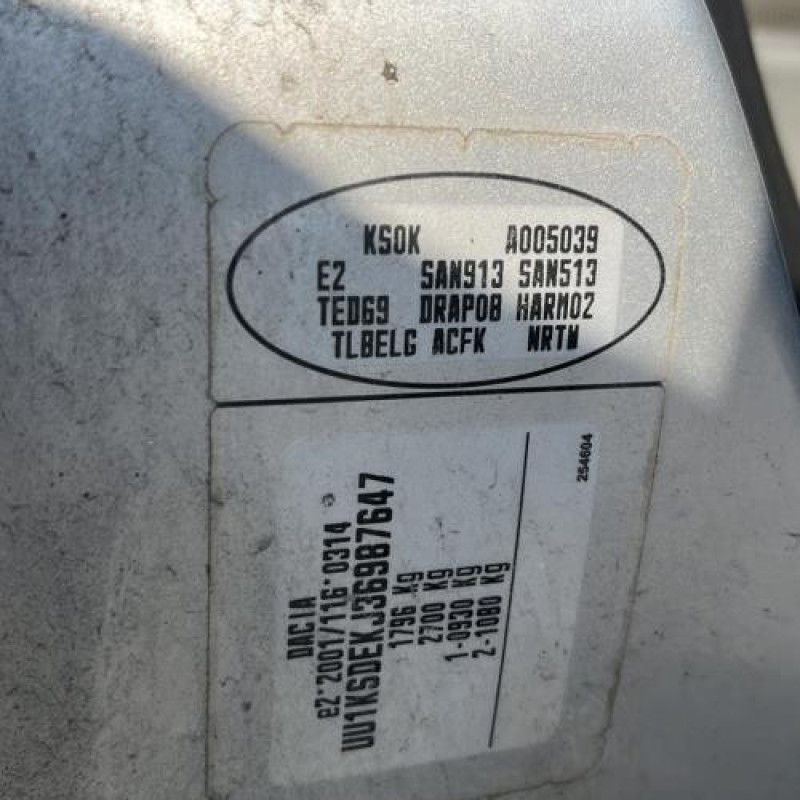 KS0K A005039
E2 SAN913 SAN513
TED69 DRAP08 HARM02
TLBELG ACFK NRTW
254604
DACIA
e2*2001/116*0314
UU1KSDEKJ36987647
1796 Kg
2700 Kg
1-0930 Kg
2-1080 Kg